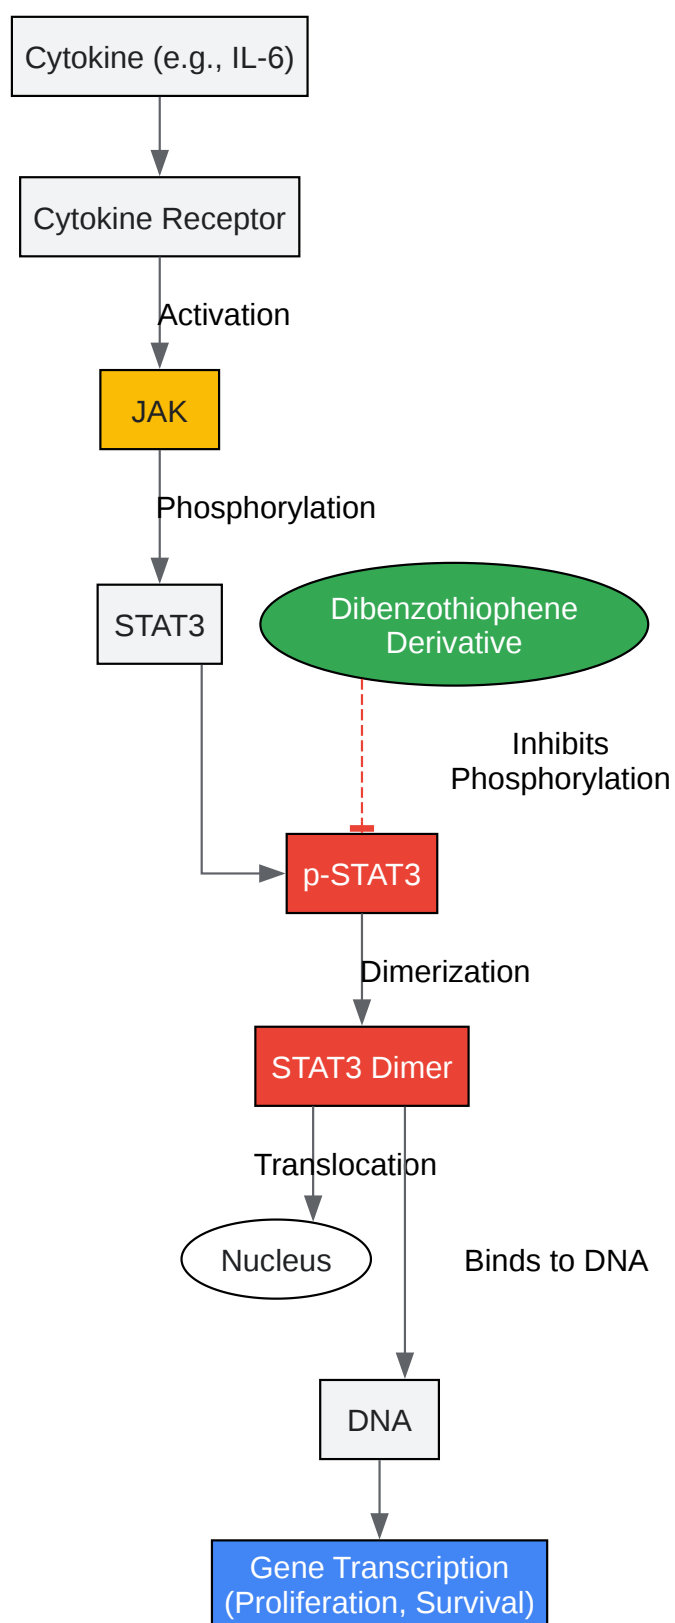 Cytokine (e.g., IL-6)
Cytokine Receptor
Activation
JAK
Phosphorylation
STAT3
Dibenzothiophene
Derivative
Inhibits
Phosphorylation
p-STAT3
Dimerization
STAT3 Dimer
Translocation
Nucleus
Binds to DNA
DNA
Gene Transcription
(Proliferation, Survival)